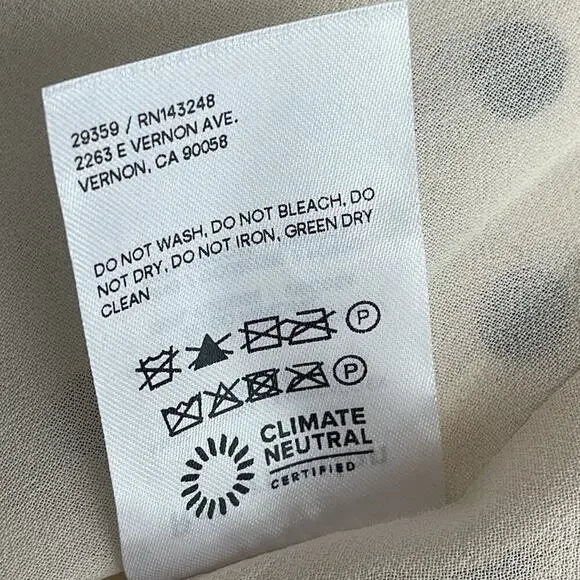 29359 / RN143248
2263 E VERNON AVE.
VERNON, CA 90058
DO NOT WASH, DO NOT BLEACH, DO
NOT DRY, DO NOT IRON, GREEN DRY
CLEAN
P
P
CLIMATE
NEUTRAL
CERTIFIED